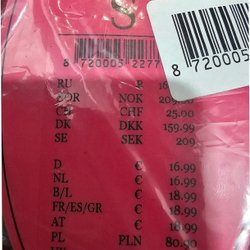 S
8 720005 2277
8 720005
RU R 16
NOR NOK 209.00
CH CHF 25.00
DK DKK 159.99
SE SEK 209
D € 16.99
NL € 16.99
B/L € 18.99
FR/ES/GR € 18.99
AT € 18.99
PL PLN 80.90